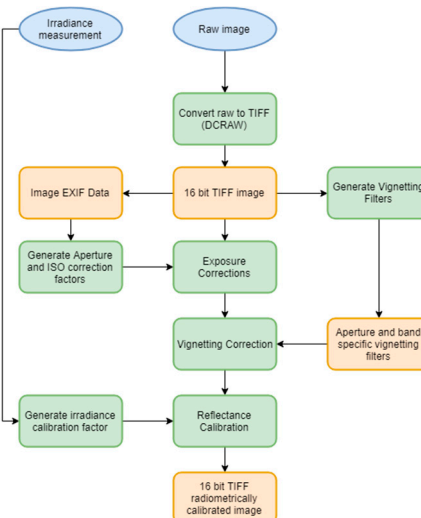 Irradiance
measurement
Raw image
Convert raw to TIFF
(DCRAW)
Image EXIF Data
16 bit TIFF image
Generate Vignetting
Filters
Generate Aperture
and ISO correction
factors
Exposure
Corrections
Vignetting Correction
Aperture and band
specific vignetting
filters
Generate irradiance
calibration factor
Reflectance
Calibration
16 bit TIFF
radiometrically
calibrated image